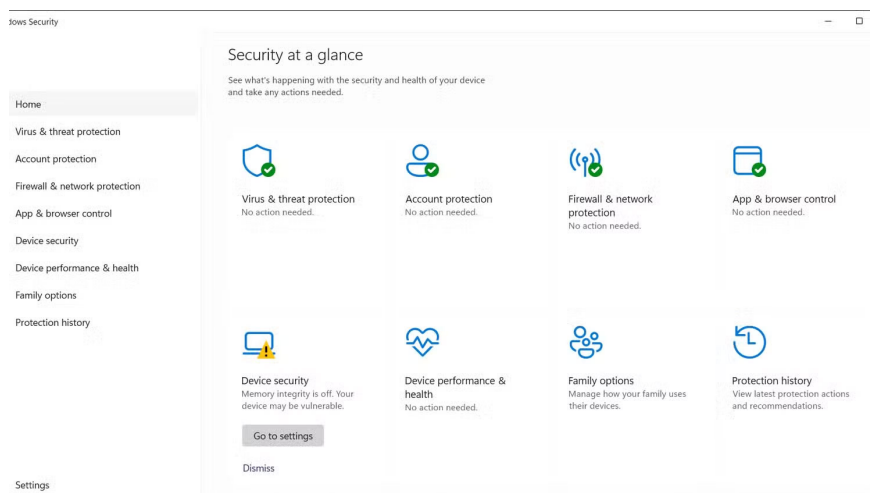 dows Security
Security at a glance
See what's happening with the security and health of your device
and take any actions needed.
Home
Virus & threat protection
Account protection
Firewall & network protection
App & browser control
Device security
Device performance & health
Family options
Protection history
Settings
Virus & threat protection
No action needed.
Account protection
No action needed.
Firewall & network
protection
No action needed.
App & browser control
No action needed.
Device security
Memory integrity is off. Your
device may be vulnerable.
Go to settings
Dismiss
Device performance &
health
No action needed.
Family options
Manage how your family uses
their devices.
Protection history
View latest protection actions
and recommendations.